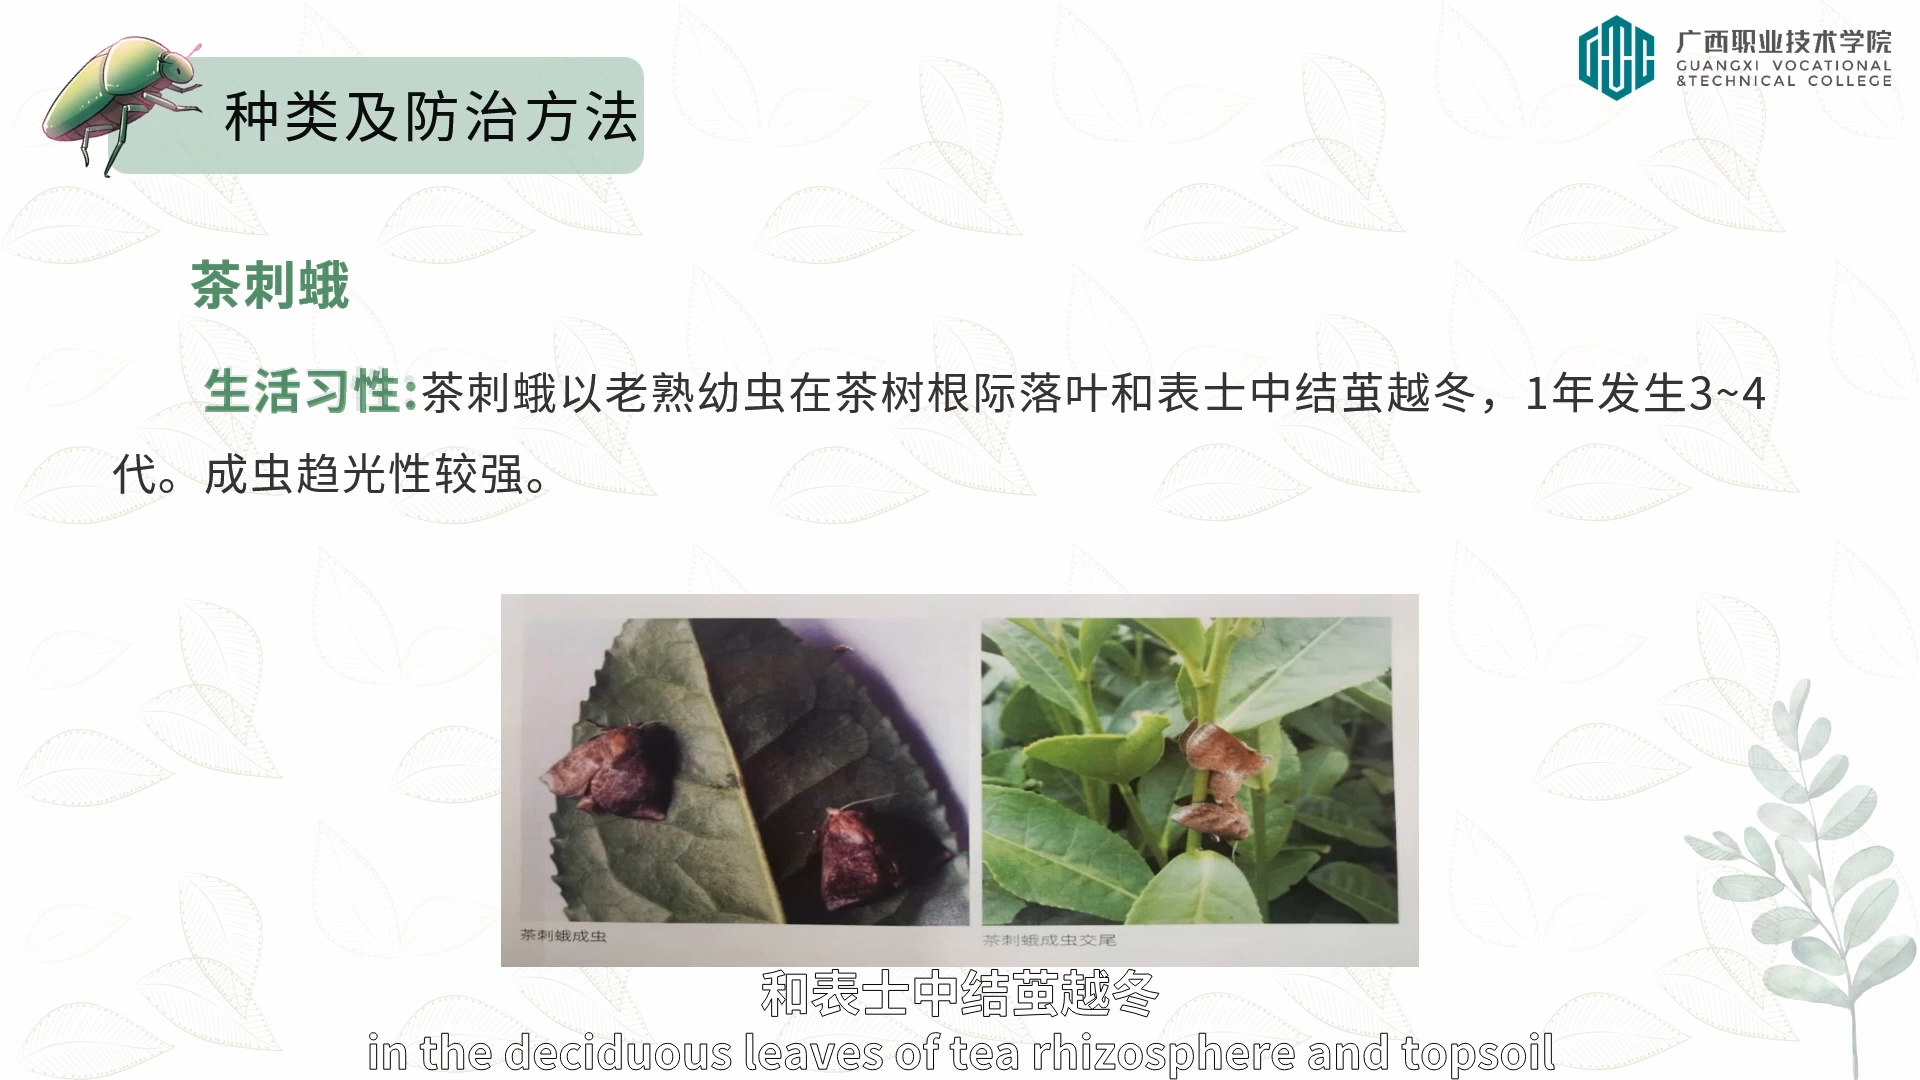 种类及防治方法
广西职业技术学院
GUANGXI VOCATIONAL
&TECHNICAL COLLEGE
茶刺蛾
生活习性:茶刺蛾以老熟幼虫在茶树根际落叶和表士中结茧越冬，1年发生3~4
代。成虫趋光性较强。
茶刺蛾成虫
茶刺蛾成虫交尾
和表士中结茧越冬
in the deciduous leaves of tea rhizosphere and topsoil